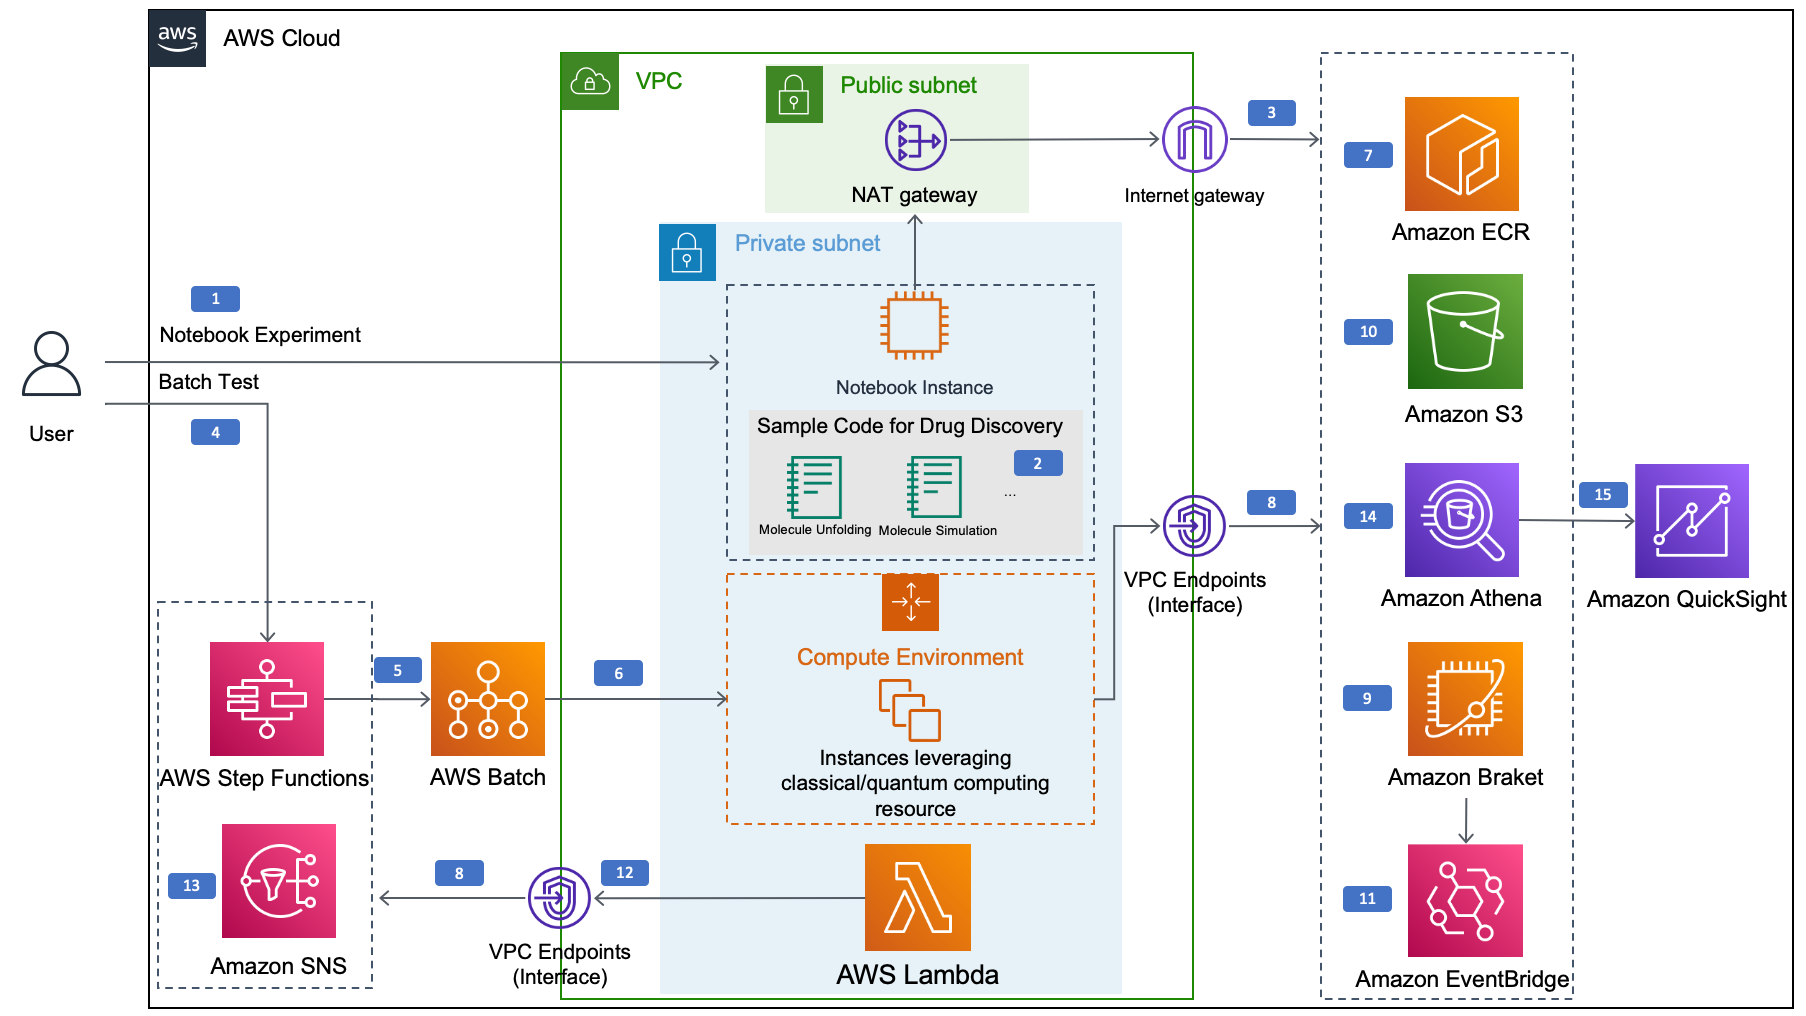 aws
AWS Cloud
VPC
Public subnet
NAT gateway
3
Internet gateway
7
Amazon ECR
Private subnet
1
Notebook Experiment
Batch Test
4
User
Notebook Instance
Sample Code for Drug Discovery
2
...
Molecule Unfolding
Molecule Simulation
10
Amazon S3
8
VPC Endpoints
(Interface)
14
Amazon Athena
15
Amazon QuickSight
Compute Environment
Instances leveraging
classical/quantum computing
resource
5
6
AWS Step Functions
AWS Batch
9
Amazon Braket
13
Amazon SNS
8
12
VPC Endpoints
(Interface)
AWS Lambda
11
Amazon EventBridge